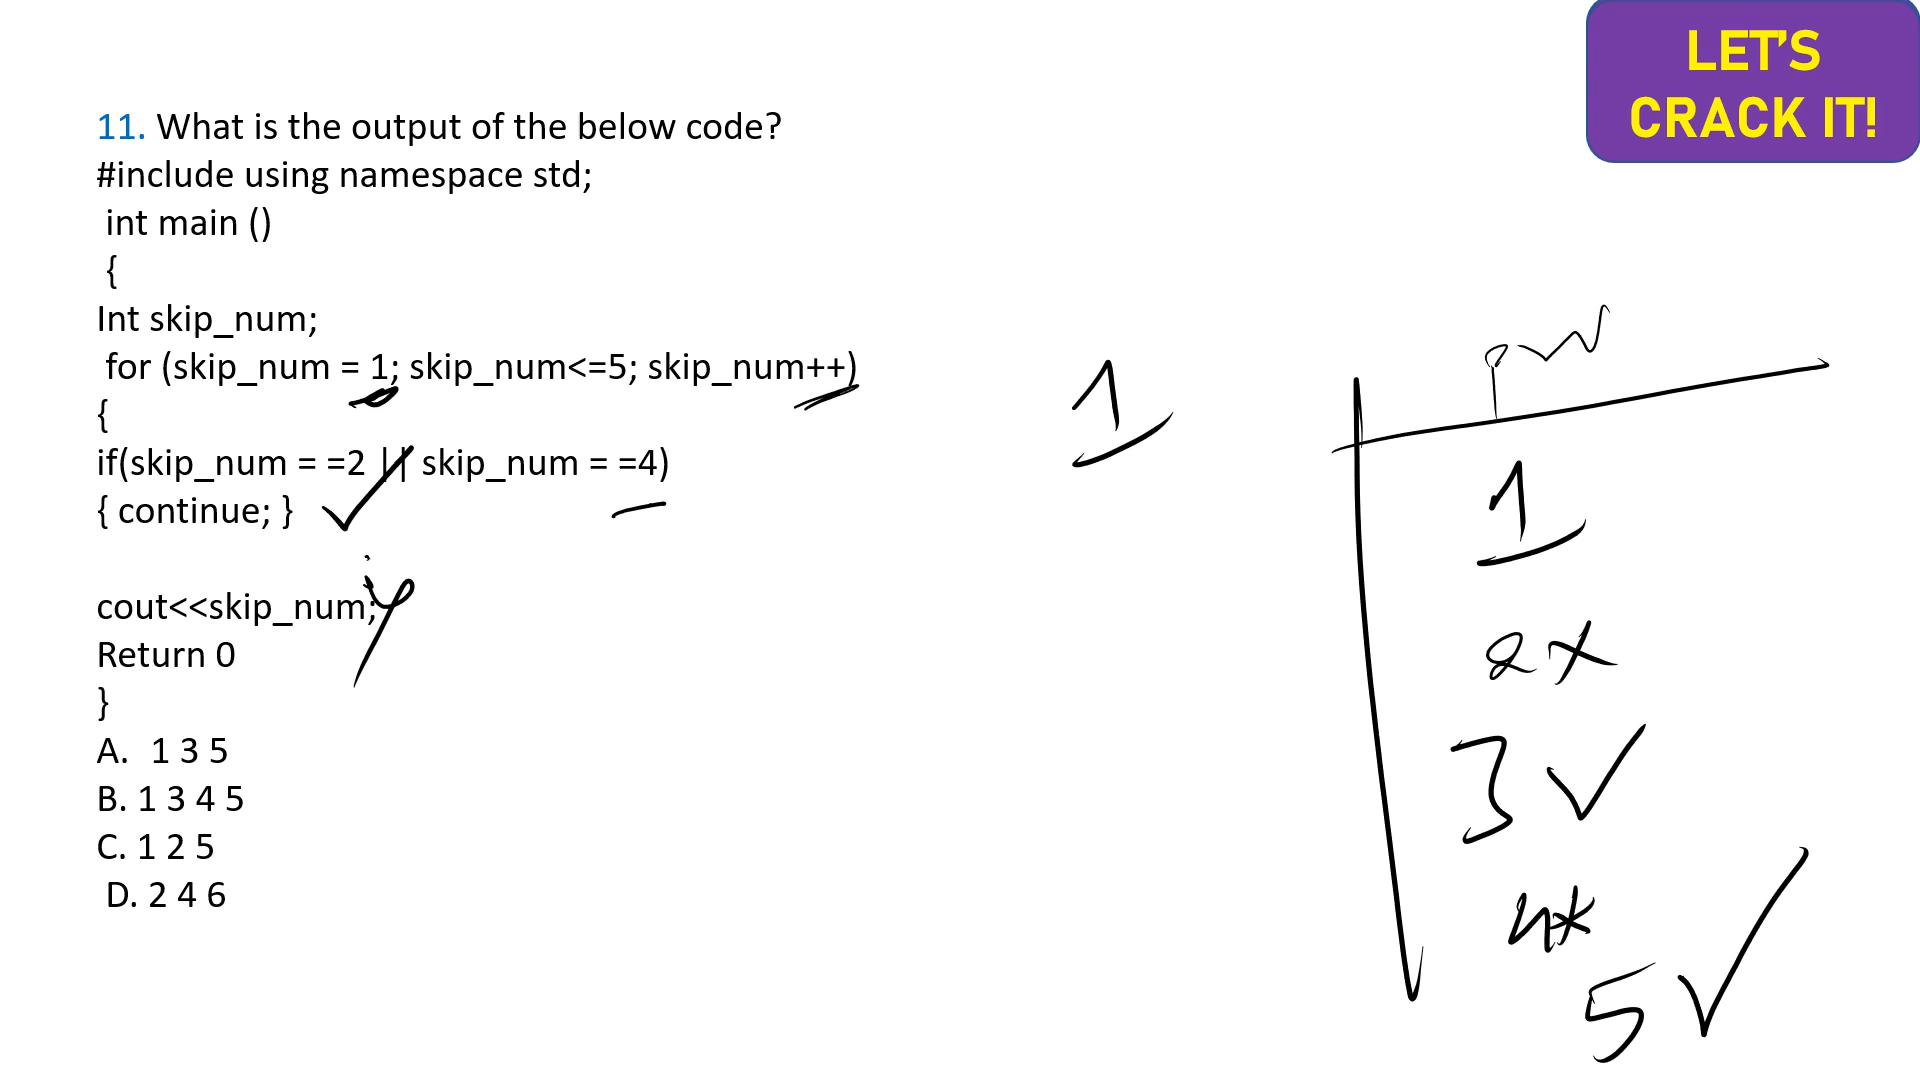 LET'S
CRACK IT!
11. What is the output of the below code?
#include using namespace std;
int main ()
{
Int skip_num;
for (skip_num = 1; skip_num<=5; skip_num++)
{
if(skip_num = =2 || skip_num = =4)
{ continue; }
cout<<skip_num;
Return 0
}
A. 1 3 5
B. 1 3 4 5
C. 1 2 5
D. 2 4 6
1
1
2 x
3 ✓
4 x
5 ✓